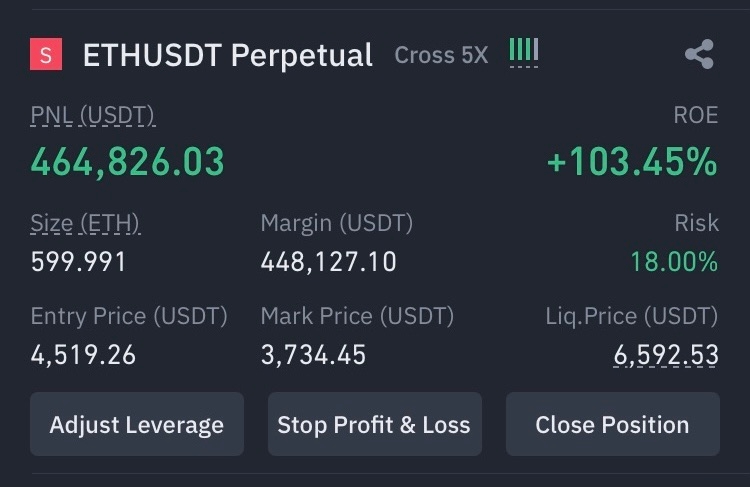 S ETHUSDT Perpetual Cross 5X
PNL (USDT) ROE
464,826.03 +103.45%
Size (ETH) Margin (USDT) Risk
599.991 448,127.10 18.00%
Entry Price (USDT) Mark Price (USDT) Liq.Price (USDT)
4,519.26 3,734.45 6,592.53
Adjust Leverage Stop Profit & Loss Close Position